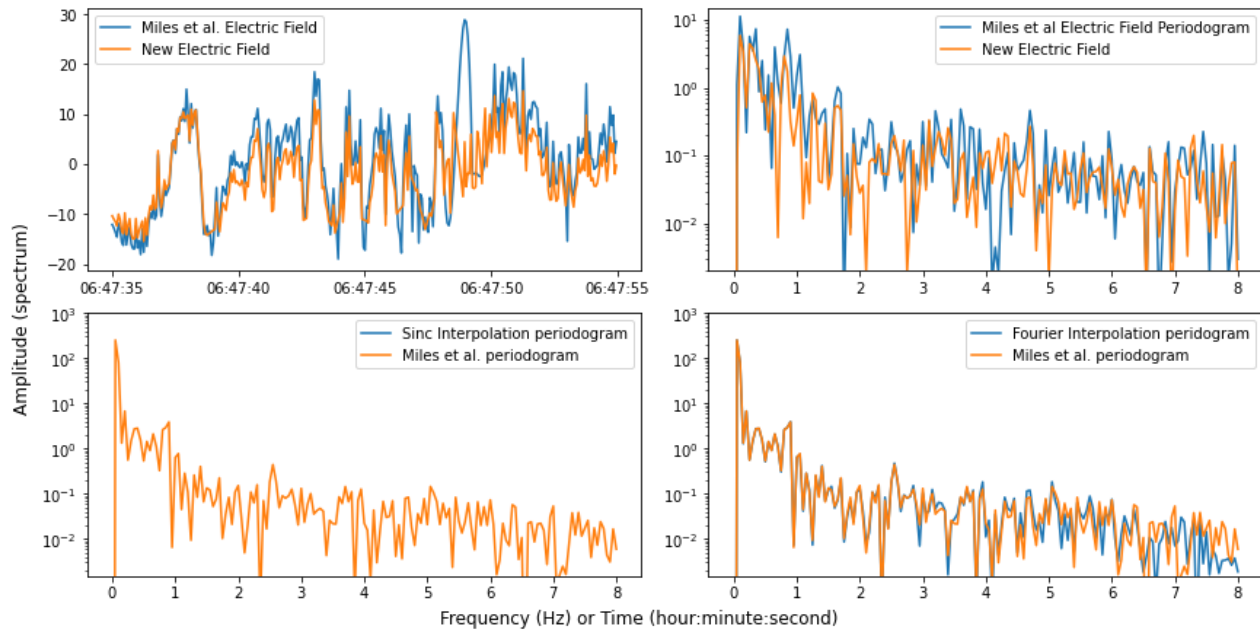 Miles et al. Electric Field
New Electric Field
30
20
10
0
−10
−20
06:47:35 06:47:40 06:47:45 06:47:50 06:47:55
Miles et al Electric Field Periodogram
New Electric Field
10¹
10⁰
10⁻¹
10⁻²
0 1 2 3 4 5 6 7 8
Sinc Interpolation periodogram
Miles et al. periodogram
10³
10²
10¹
10⁰
10⁻¹
10⁻²
0 1 2 3 4 5 6 7 8
Fourier Interpolation peridogram
Miles et al. periodogram
10³
10²
10¹
10⁰
10⁻¹
10⁻²
0 1 2 3 4 5 6 7 8
Amplitude (spectrum)
Frequency (Hz) or Time (hour:minute:second)